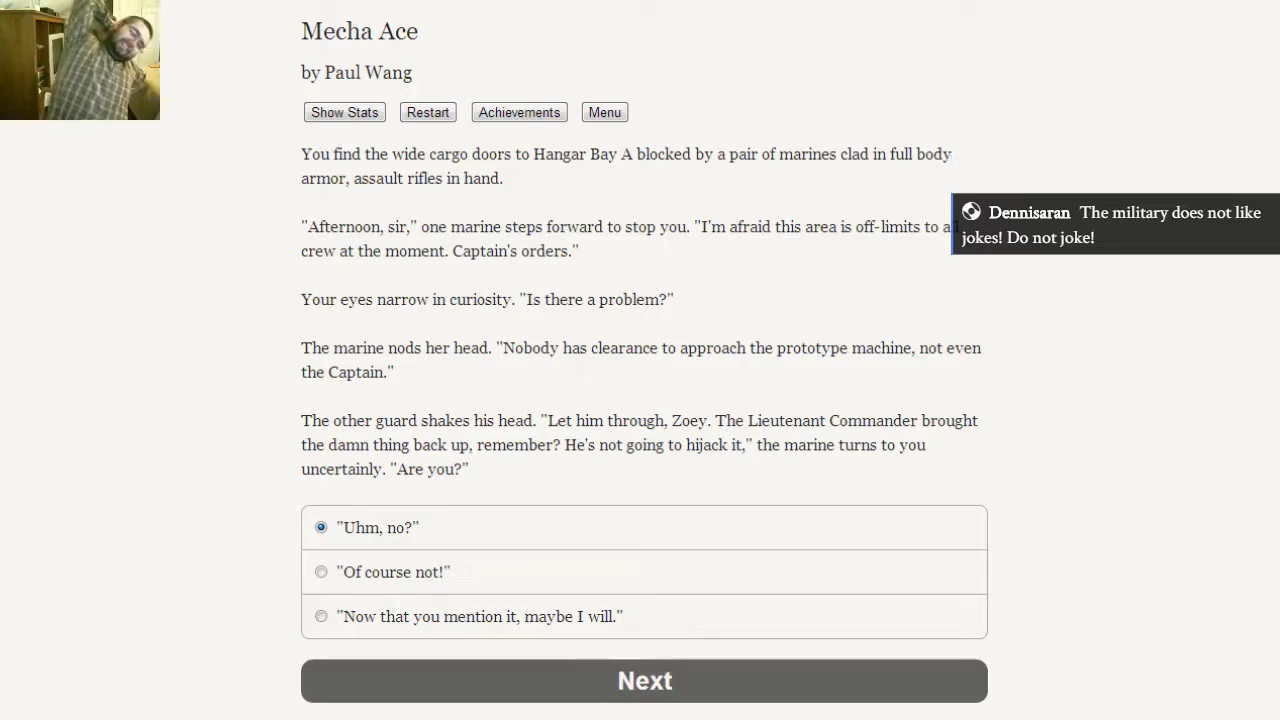 Mecha Ace
by Paul Wang
Show Stats Restart Achievements Menu
You find the wide cargo doors to Hangar Bay A blocked by a pair of marines clad in full body
armor, assault rifles in hand.
"Afternoon, sir," one marine steps forward to stop you. "I'm afraid this area is off-limits to
crew at the moment. Captain's orders."
Dennisaran The military does not like
jokes! Do not joke!
Your eyes narrow in curiosity. "Is there a problem?"
The marine nods her head. "Nobody has clearance to approach the prototype machine, not even
the Captain."
The other guard shakes his head. "Let him through, Zoey. The Lieutenant Commander brought
the damn thing back up, remember? He's not going to hijack it," the marine turns to you
uncertainly. "Are you?"
"Uhm, no?"
"Of course not!"
"Now that you mention it, maybe I will."
Next